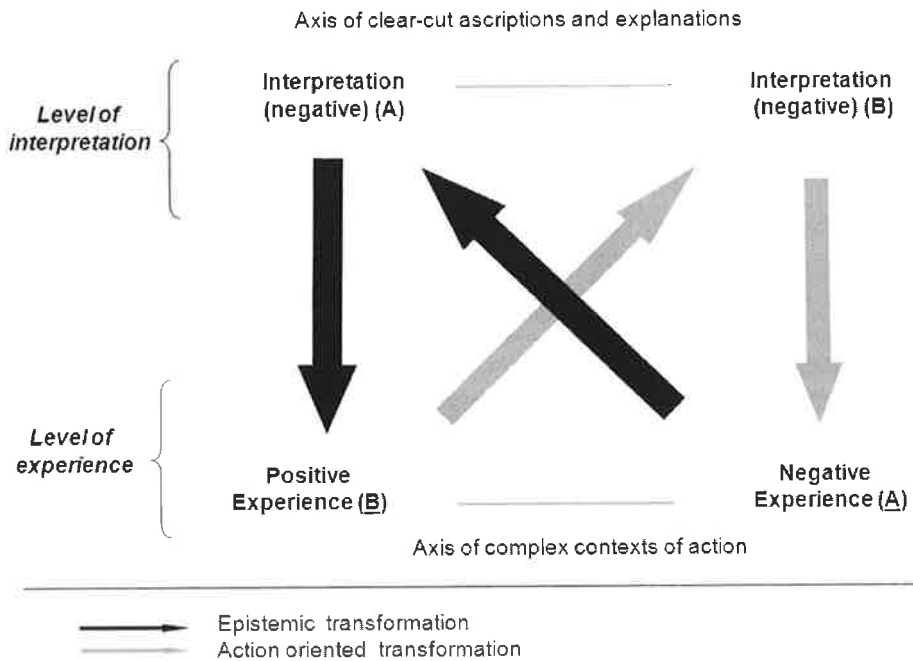 Axis of clear-cut ascriptions and explanations
Interpretation
(negative) (A)
Interpretation
(negative) (B)
Level of
interpretation
Level of
experience
Positive
Experience (B)
Negative
Experience (A)
Axis of complex contexts of action
Epistemic transformation
Action oriented transformation